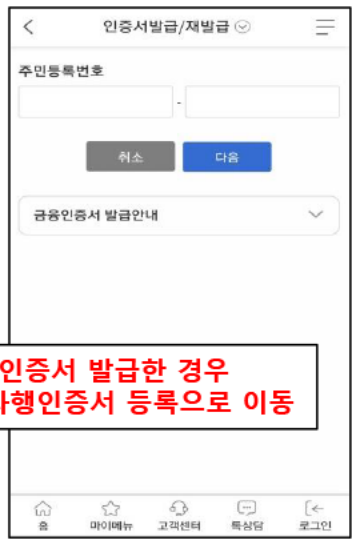 인증서발급/재발급
주민등록번호
-
취소 다음
금융인증서 발급안내
인증서 발급한 경우
행인증서 등록으로 이동
홈 마이메뉴 고객센터 톡상담 로그인